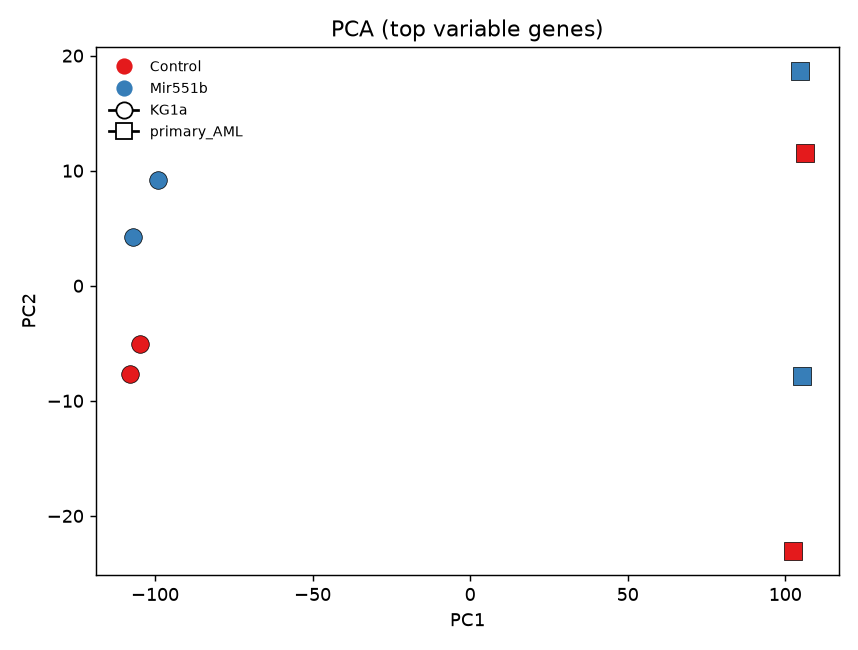 PCA (top variable genes)
Control
Mir551b
KG1a
primary_AML
20
10
0
−10
−20
PC2
−100
−50
0
50
100
PC1